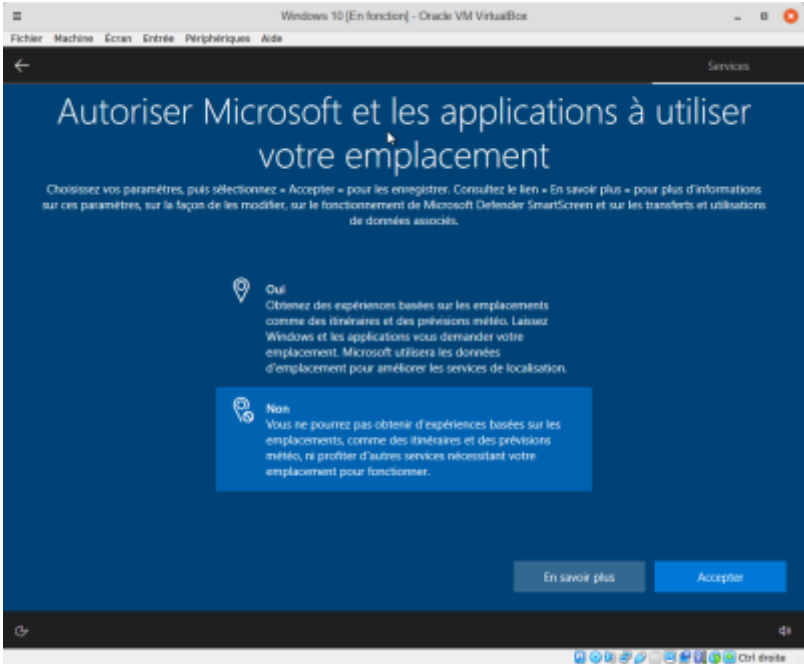 Windows 10 [En fonction] - Oracle VM VirtualBox
Fichier Machine Écran Entrée Périphériques Aide
Services
Autoriser Microsoft et les applications à utiliser
votre emplacement
Choisissez vos paramètres, puis sélectionnez « Accepter » pour les enregistrer. Consultez le lien « En savoir plus » pour plus d'informations
sur ces paramètres, sur la façon de les modifier, sur le fonctionnement de Microsoft Defender SmartScreen et sur les transferts et utilisations
de données associés.
Oui
Obtenez des expériences basées sur les emplacements
comme des itinéraires et des prévisions météo. Laissez
Windows et les applications vous demander votre
emplacement. Microsoft utilisera les données
d'emplacement pour améliorer les services de localisation.
Non
Vous ne pourrez pas obtenir d'expériences basées sur les
emplacements, comme des itinéraires et des prévisions
météo, ni profiter d'autres services nécessitant votre
emplacement pour fonctionner.
En savoir plus
Accepter
Ctrl droite